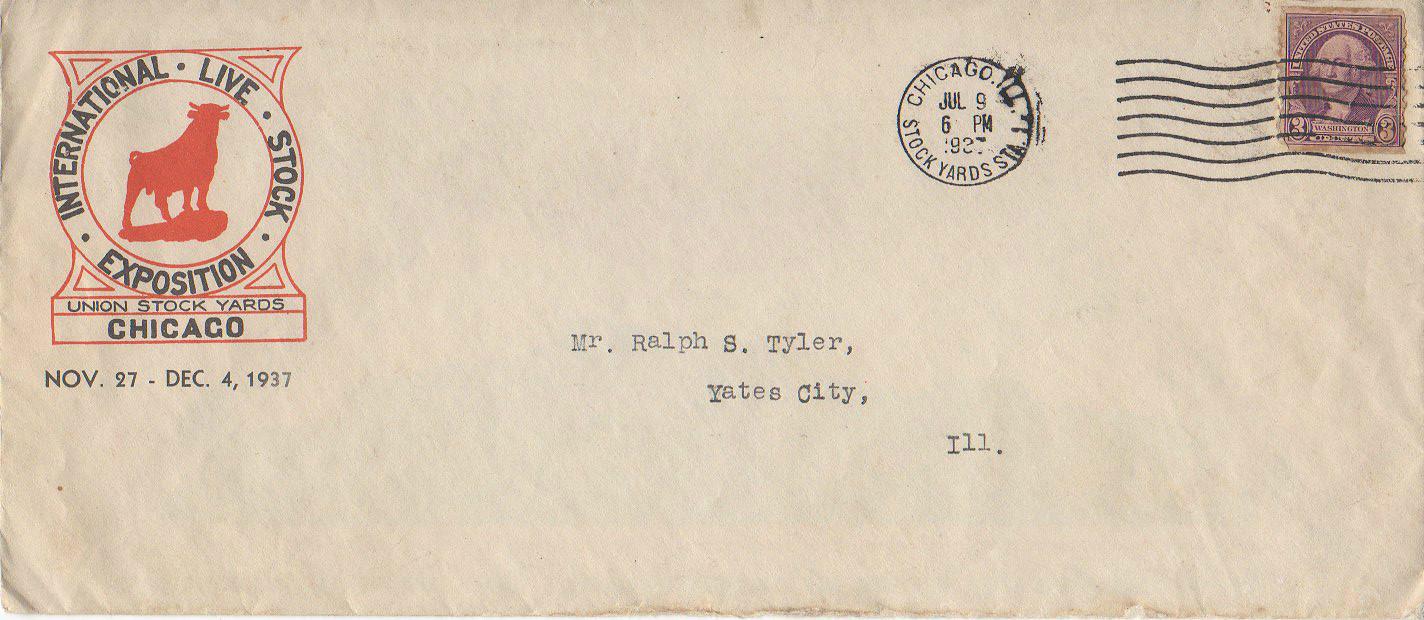 INTERNATIONAL · LIVE · STOCK · EXPOSITION ·
UNION STOCK YARDS
CHICAGO
NOV. 27 - DEC. 4, 1937
CHICAGO, ILL.
STOCK YARDS STA.
JUL 9
6 PM
UNITED STATES POSTAGE
WASHINGTON
3 3
Mr. Ralph S. Tyler,
Yates City,
Ill.